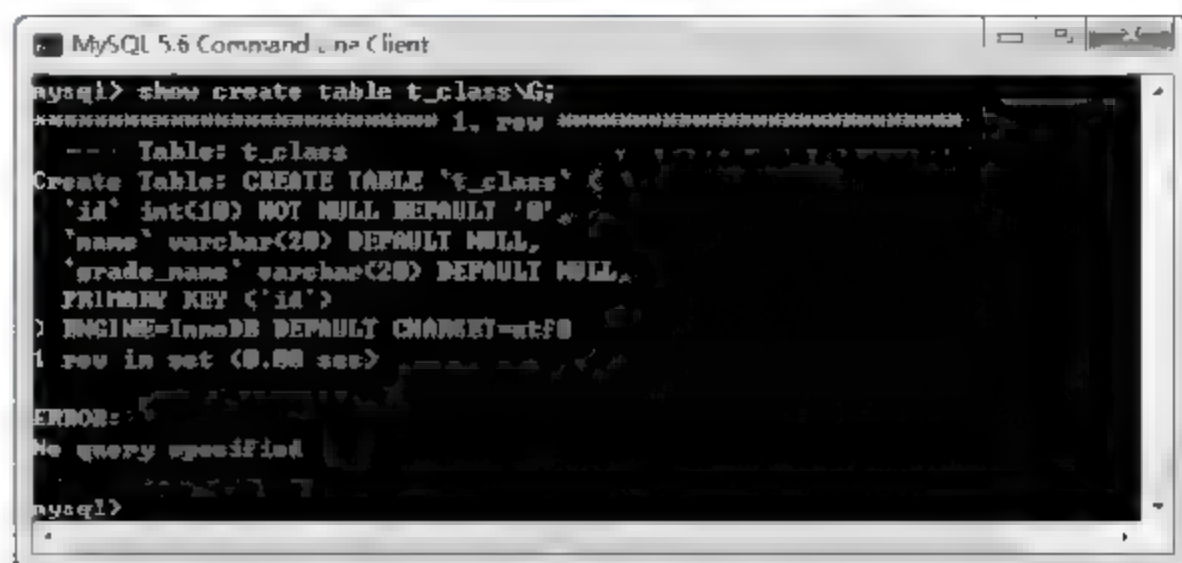 MySQL 5.6 Command Line Client
mysql> show create table t_class\G;
*************************** 1. row ***************************
Table: t_class
Create Table: CREATE TABLE `t_class` (
`id` int(10) NOT NULL DEFAULT '0',
`name` varchar(20) DEFAULT NULL,
`grade_name` varchar(20) DEFAULT NULL,
PRIMARY KEY (`id`)
) ENGINE=InnoDB DEFAULT CHARSET=utf8
1 row in set (0.00 sec)
ERROR:
No query specified
mysql>